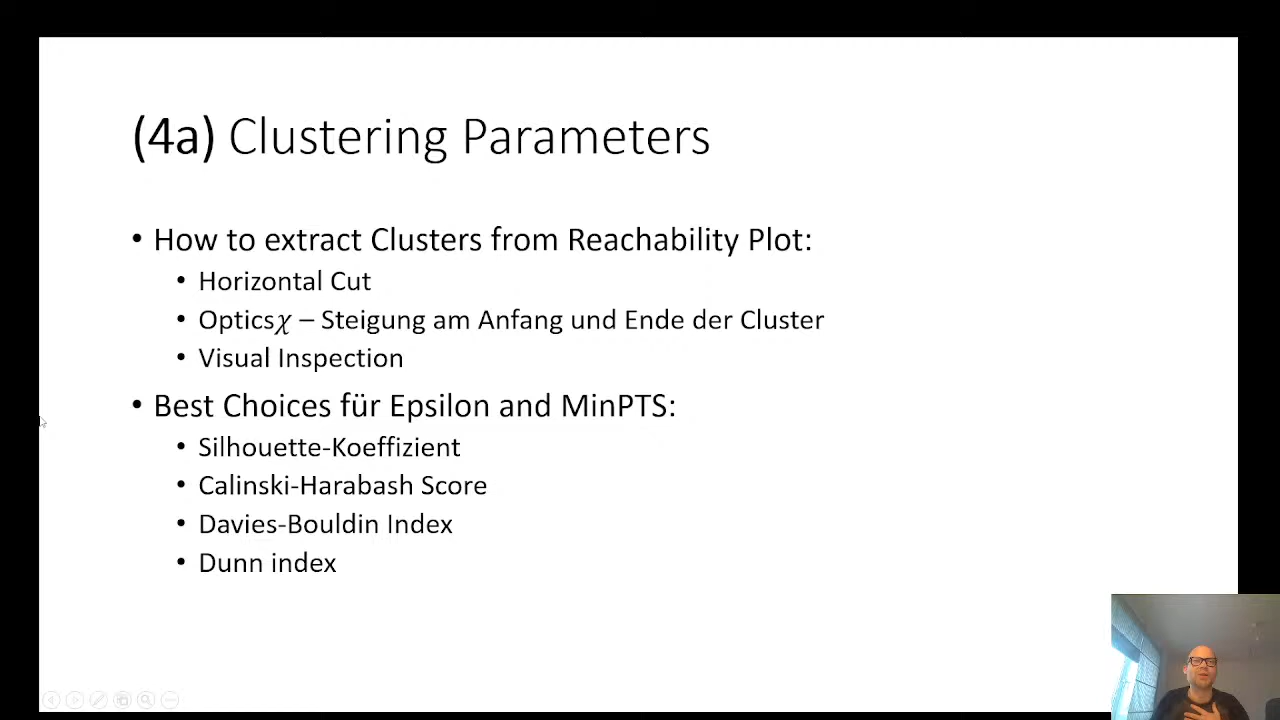 (4a) Clustering Parameters
• How to extract Clusters from Reachability Plot:
• Horizontal Cut
• Optics𝜒 – Steigung am Anfang und Ende der Cluster
• Visual Inspection
• Best Choices für Epsilon and MinPTS:
• Silhouette-Koeffizient
• Calinski-Harabash Score
• Davies-Bouldin Index
• Dunn index